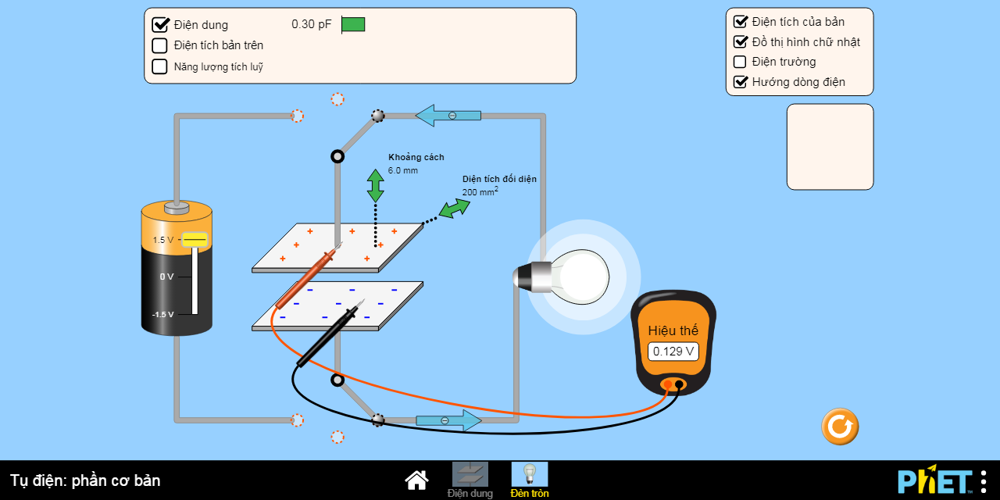 Điện dung
0.30 pF
Điện tích bản trên
Năng lượng tích luỹ
Điện tích của bản
Đồ thị hình chữ nhật
Điện trường
Hướng dòng điện
Khoảng cách
6.0 mm
Diện tích đối diện
200 mm²
1.5 V
0 V
-1.5 V
Hiệu thế
0.129 V
Tụ điện: phần cơ bản
Điện dung
Đèn tròn
PhET